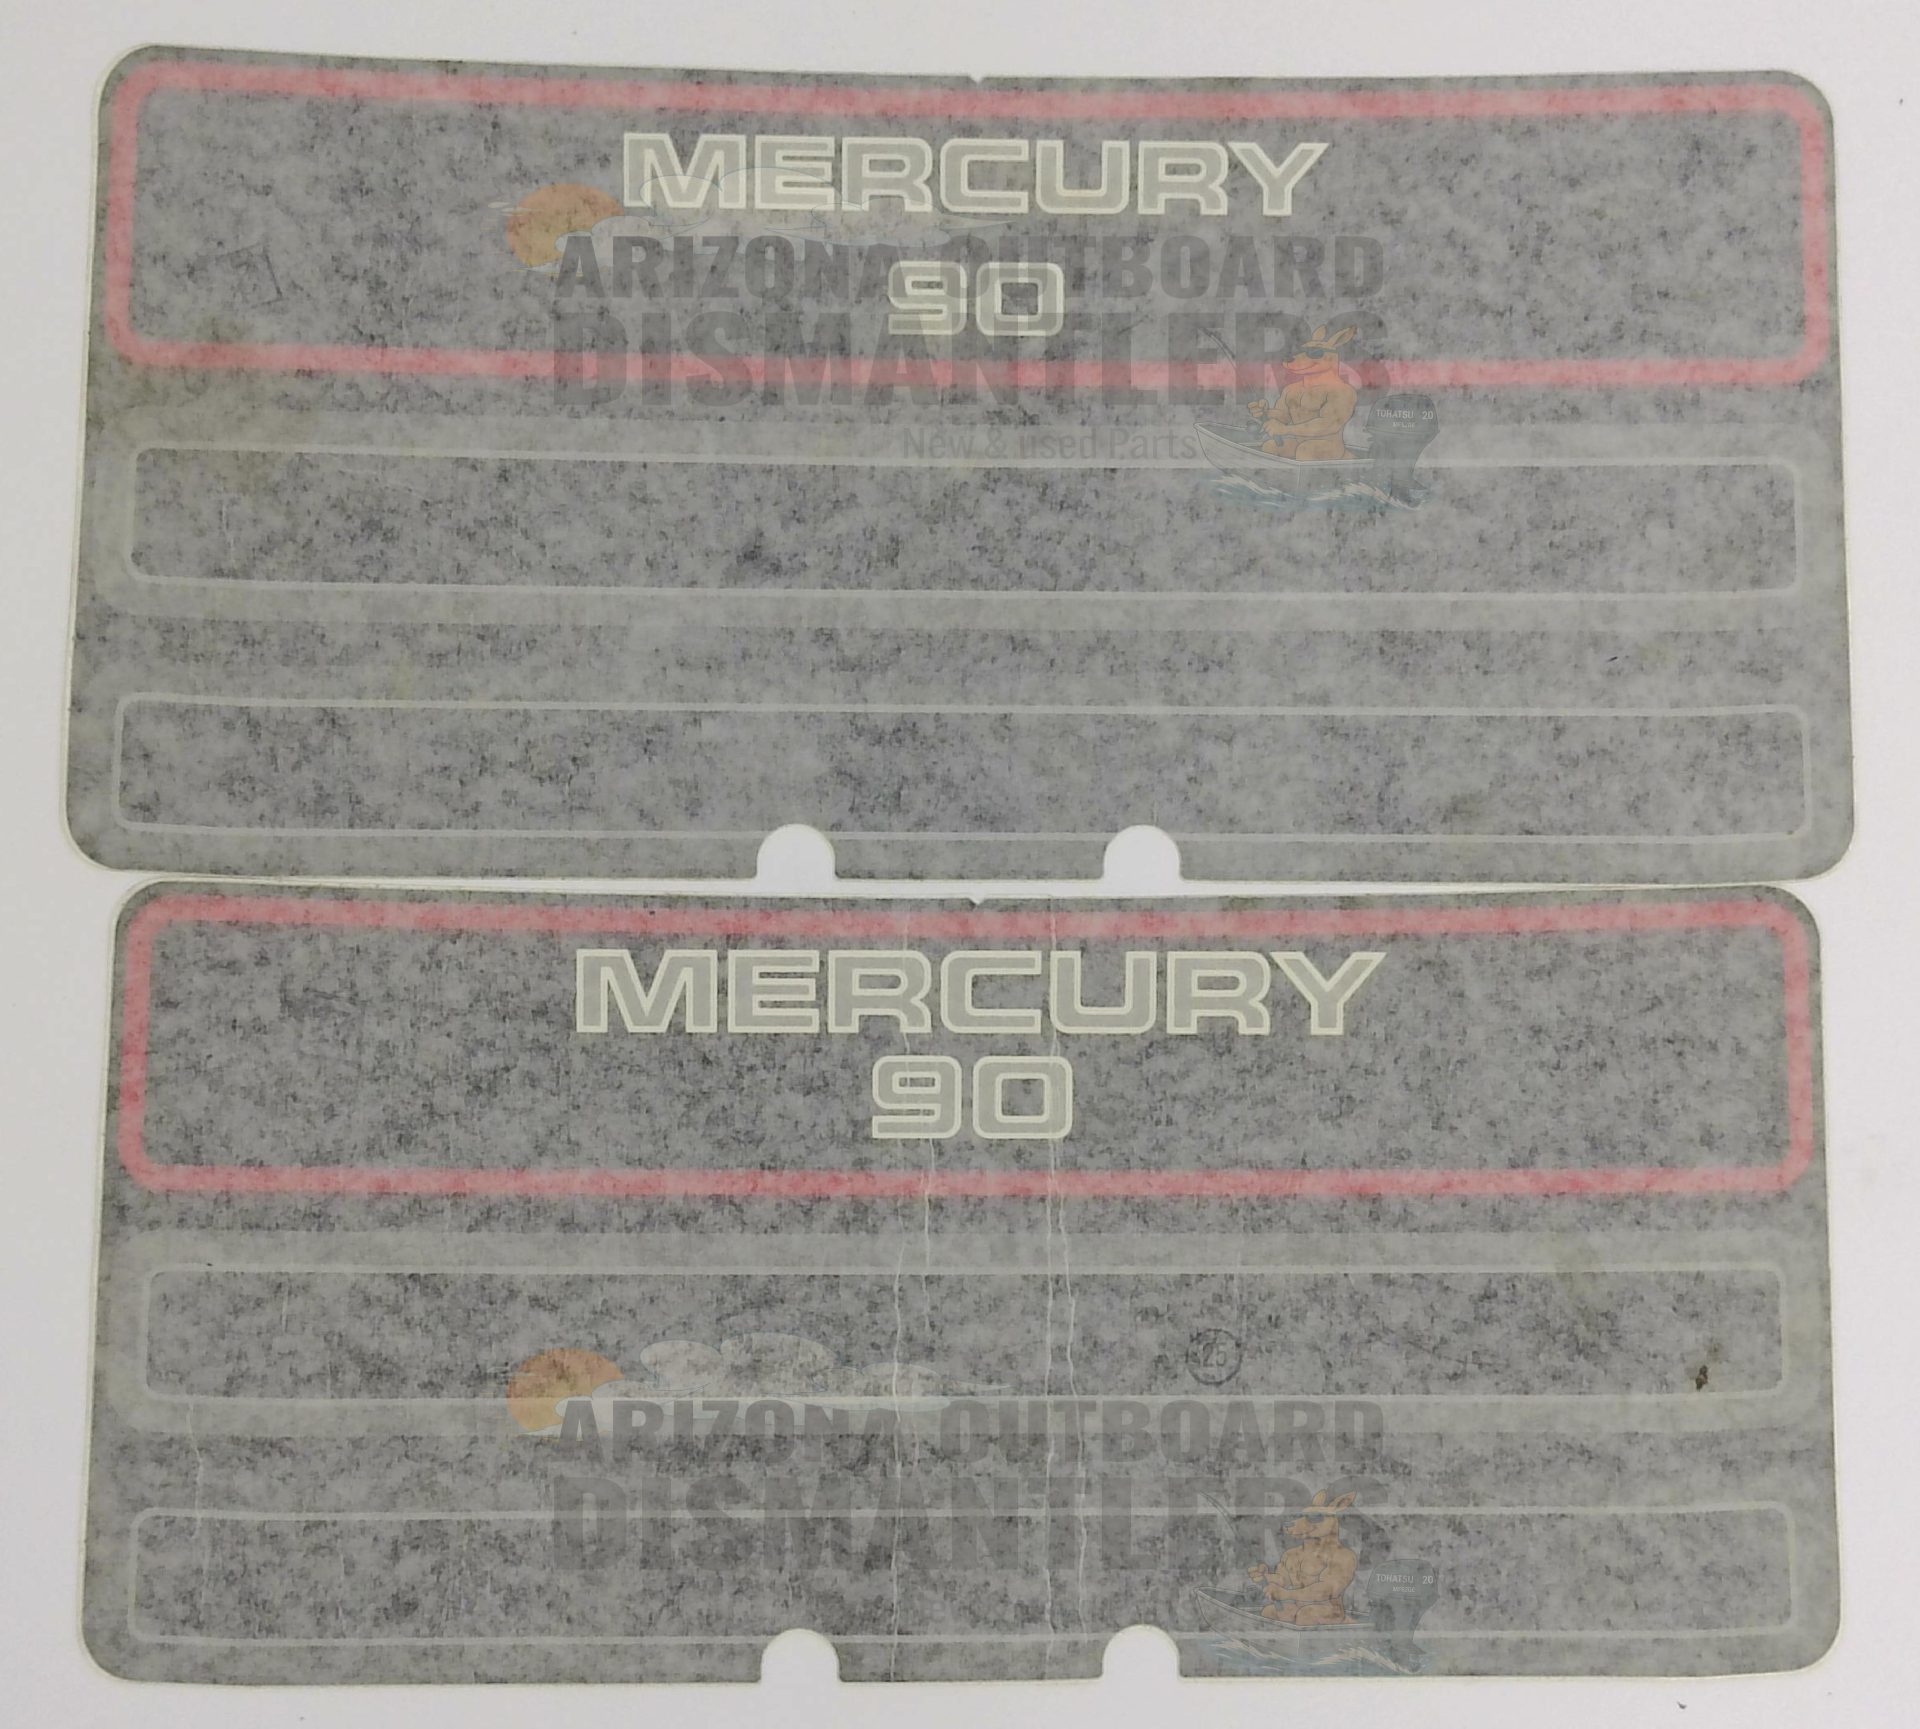 MERCURY
ARIZONA OUTBOARD
90
DISMANTLERS
TOHATSU 20
New & used Parts
MERCURY
90
25
ARIZONA OUTBOARD
DISMANTLERS
TOHATSU 20